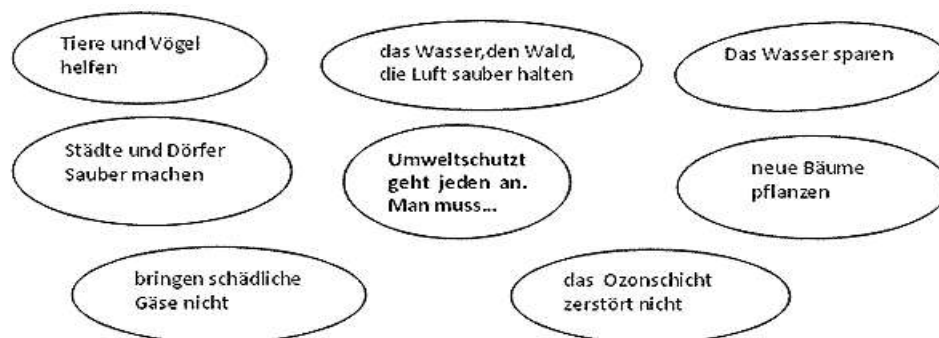 Tiere und Vögel
helfen
das Wasser,den Wald,
die Luft sauber halten
Das Wasser sparen
Städte und Dörfer
Sauber machen
Umweltschutzt
geht jeden an.
Man muss...
neue Bäume
pflanzen
bringen schädliche
Gäse nicht
das Ozonschicht
zerstört nicht